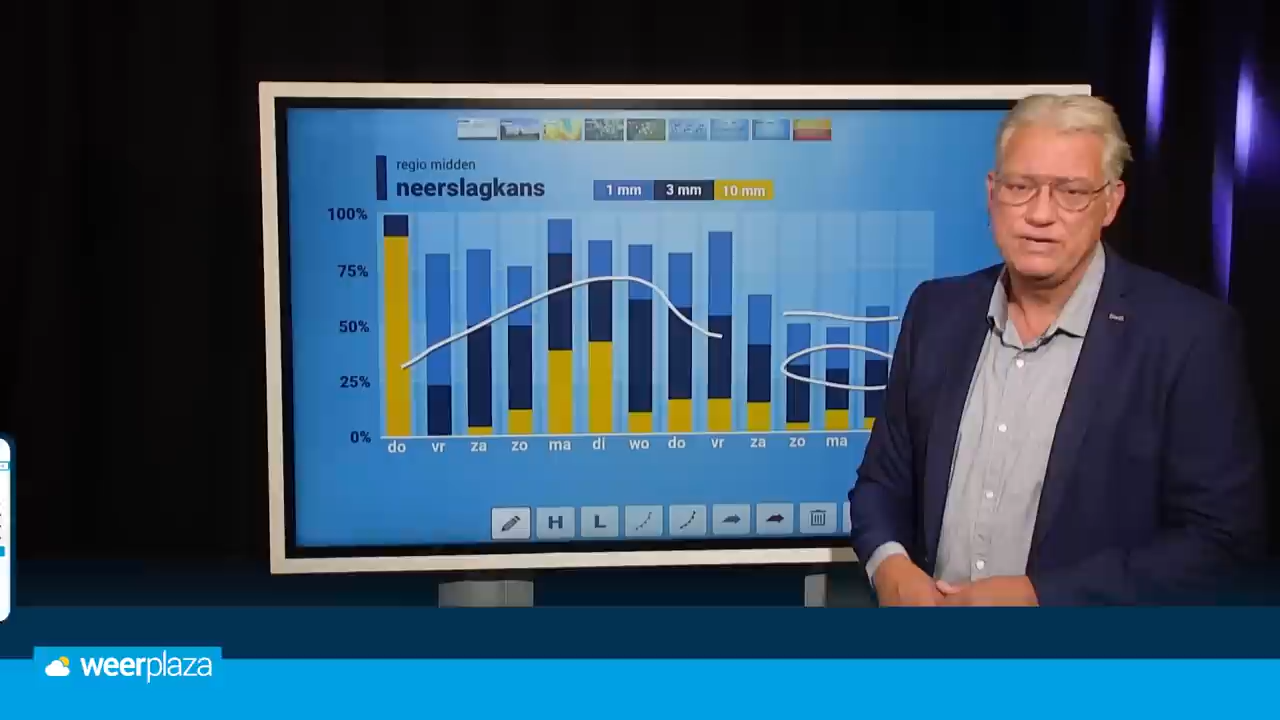 regio midden
neerslagkans
1 mm 3 mm 10 mm
100%
75%
50%
25%
0%
do vr za zo ma di wo do vr za zo ma
H L
weerplaza